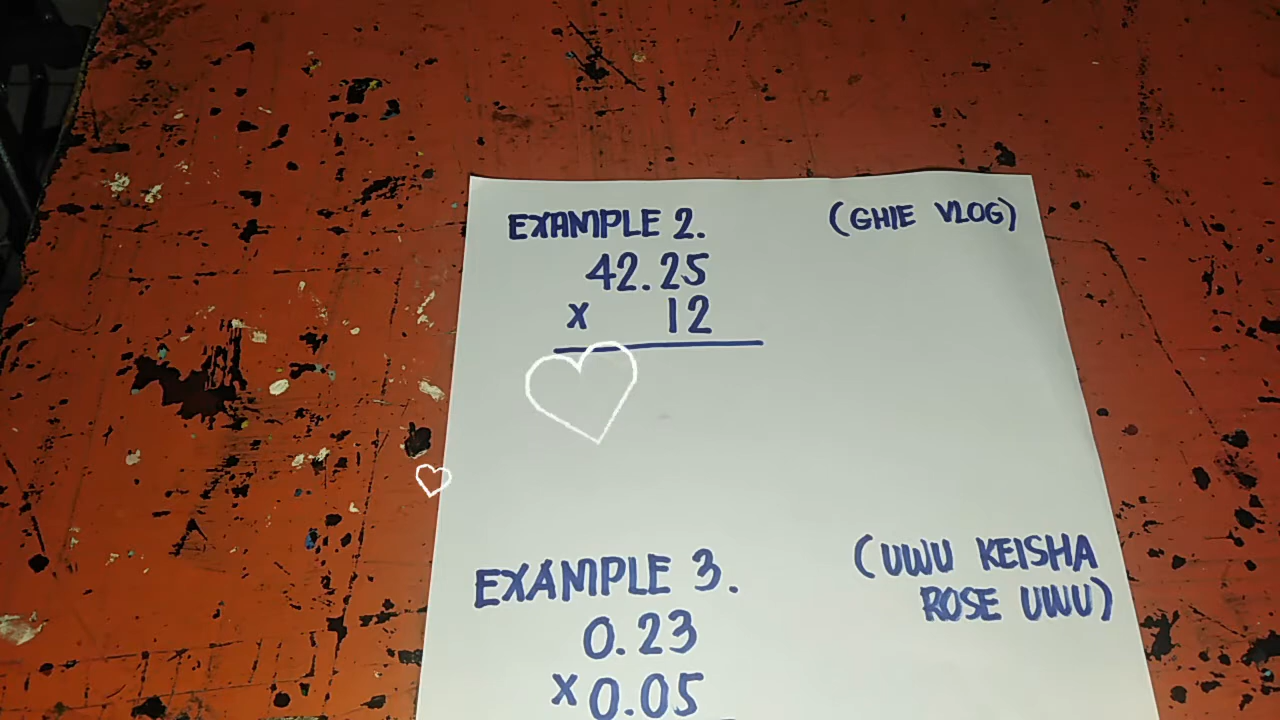 EXAMPLE 2. (GHIE VLOG)
42.25
x 12
EXAMPLE 3. (UWU KEISHA
ROSE UWU)
0.23
x 0.05